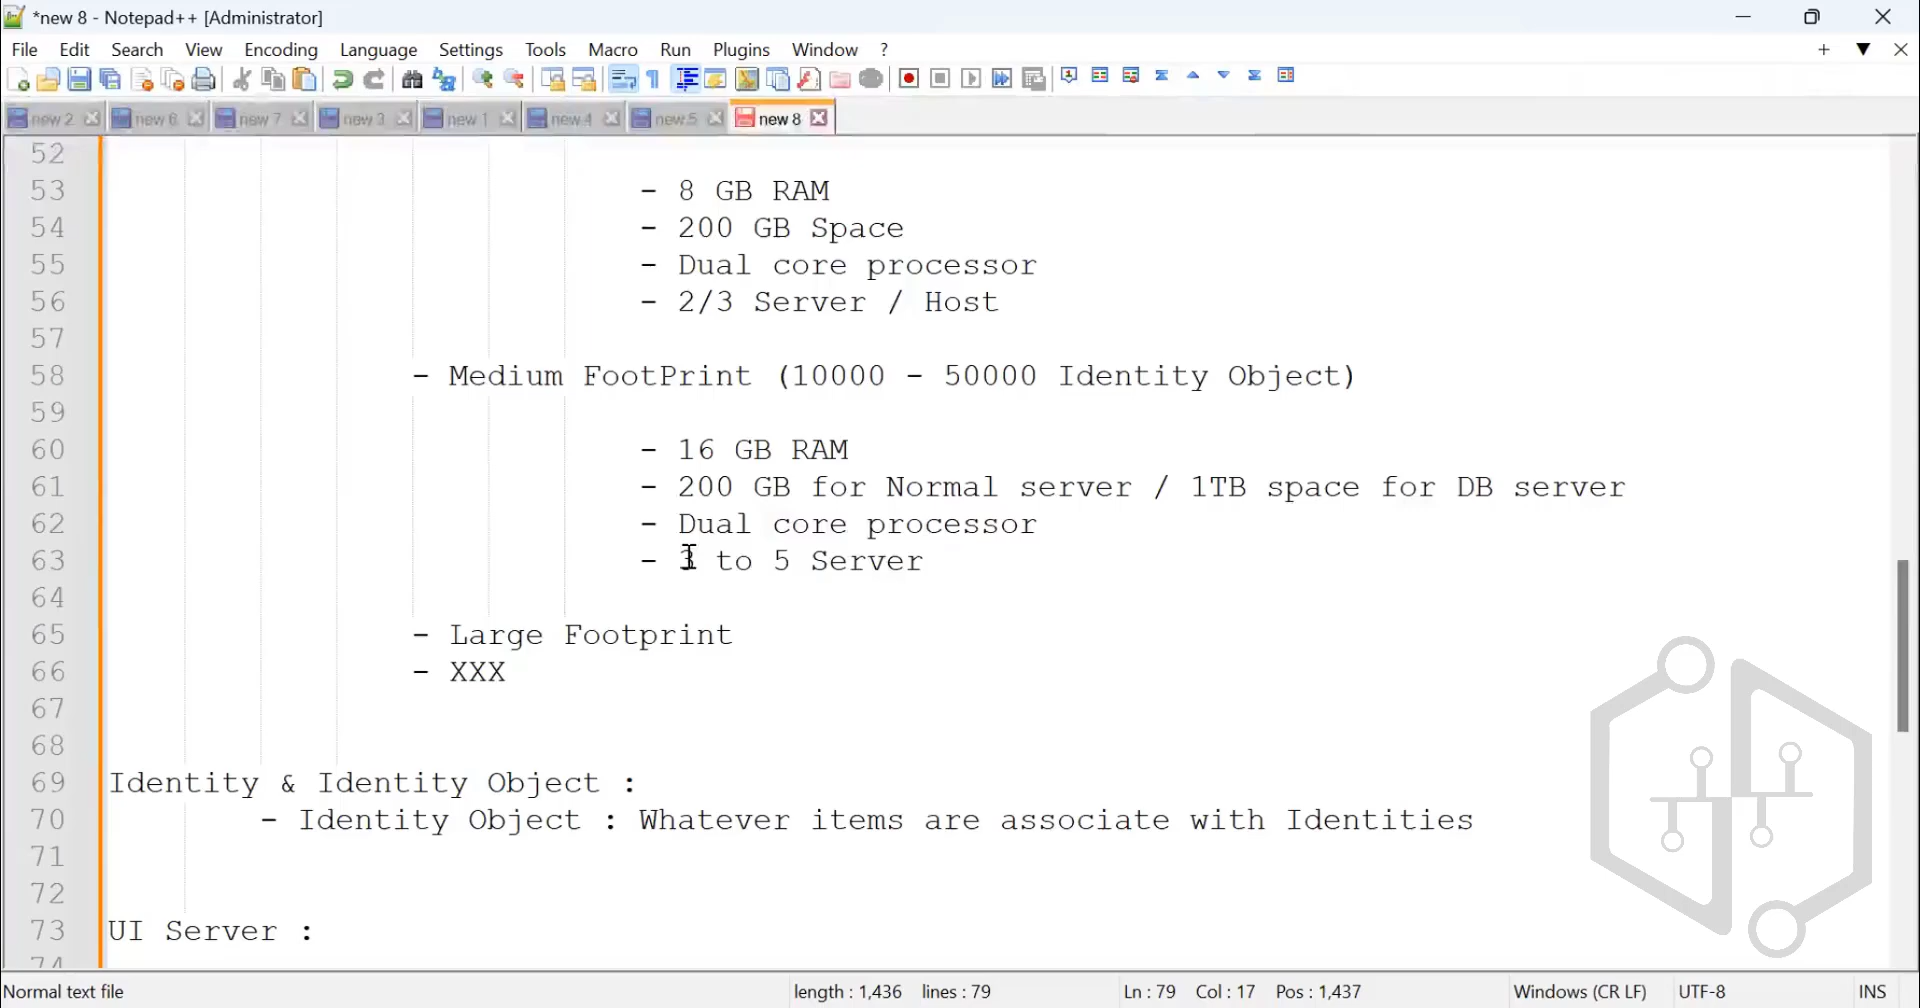 *new 8 - Notepad++ [Administrator]
File Edit Search View Encoding Language Settings Tools Macro Run Plugins Window ?
new 2 new 6 new 7 new 3 new 1 new 4 new 5 new 8
52
53 - 8 GB RAM
54 - 200 GB Space
55 - Dual core processor
56 - 2/3 Server / Host
57
58 - Medium FootPrint (10000 - 50000 Identity Object)
59
60 - 16 GB RAM
61 - 200 GB for Normal server / 1TB space for DB server
62 - Dual core processor
63 - 3 to 5 Server
64
65 - Large Footprint
66 - XXX
67
68
69 Identity & Identity Object :
70 - Identity Object : Whatever items are associate with Identities
71
72
73 UI Server :
74
Normal text file length : 1,436 lines : 79 Ln : 79 Col : 17 Pos : 1,437 Windows (CR LF) UTF-8 INS